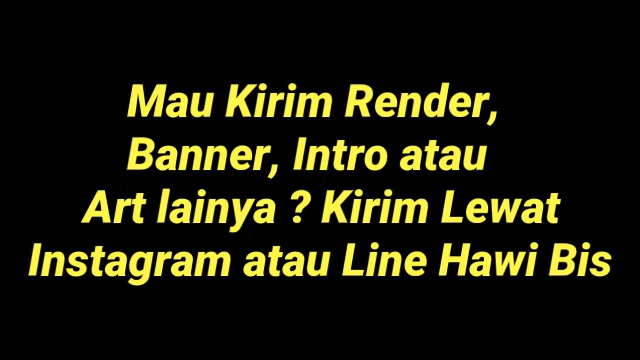 Mau Kirim Render,
Banner, Intro atau
Art lainya ? Kirim Lewat
Instagram atau Line Hawi Bis